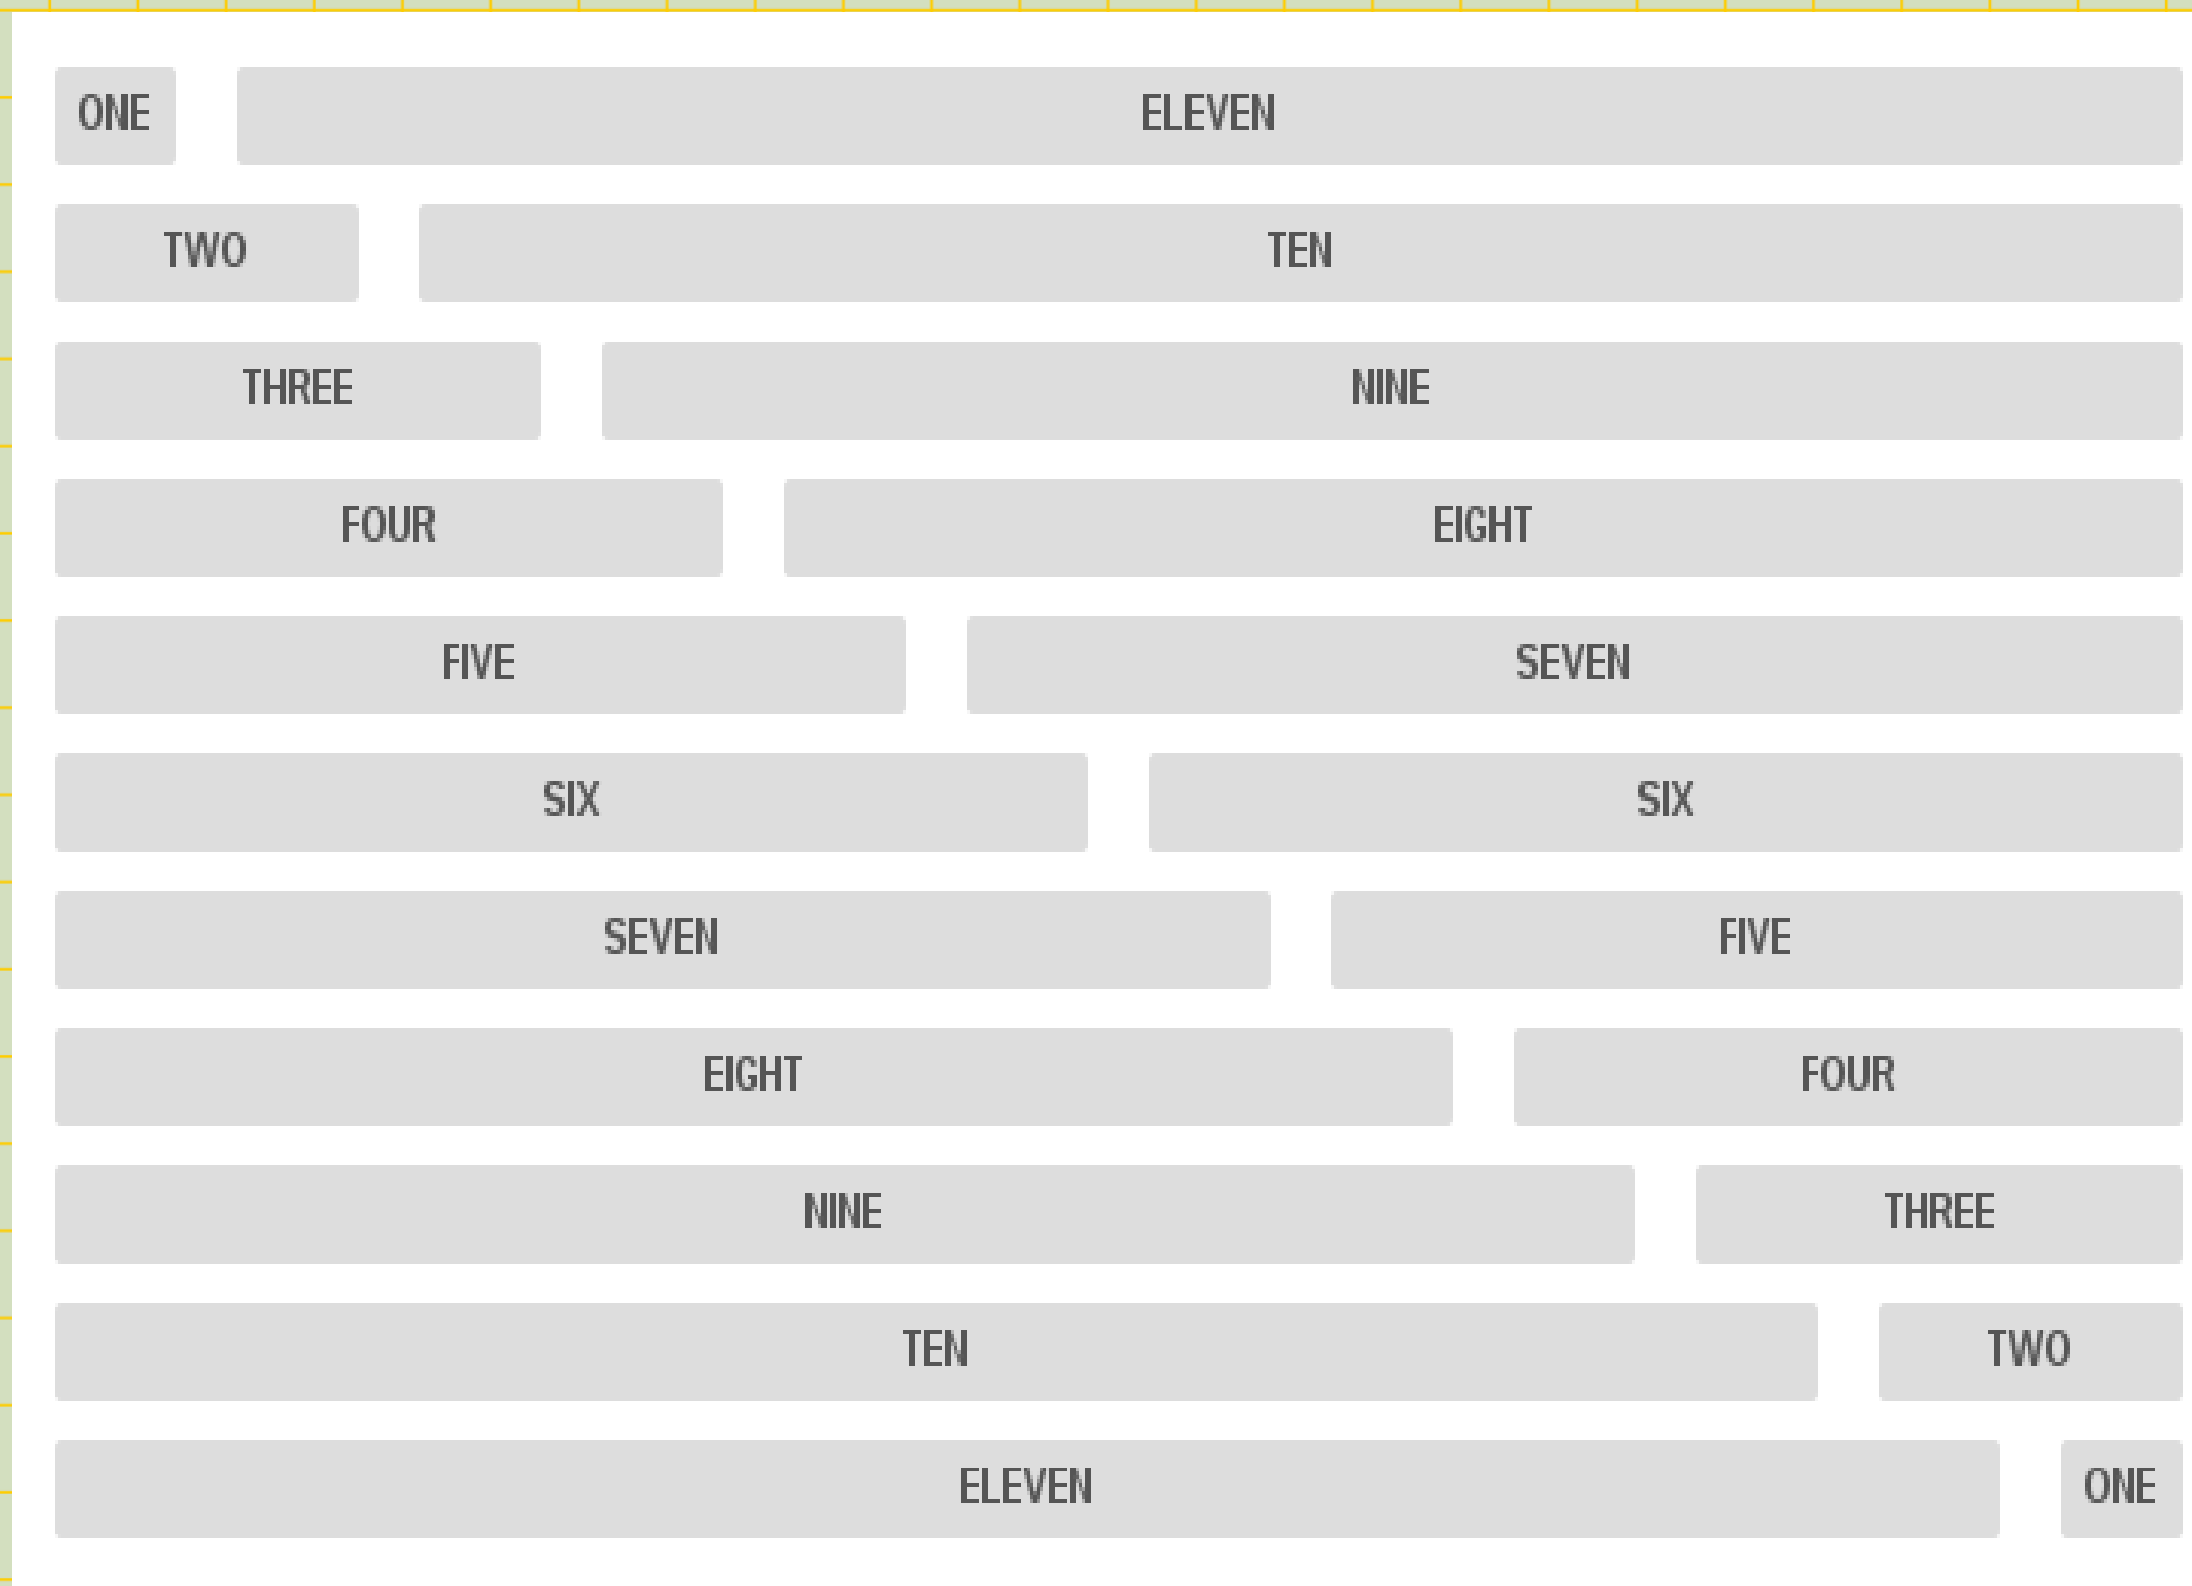 ONE ELEVEN
TWO TEN
THREE NINE
FOUR EIGHT
FIVE SEVEN
SIX SIX
SEVEN FIVE
EIGHT FOUR
NINE THREE
TEN TWO
ELEVEN ONE